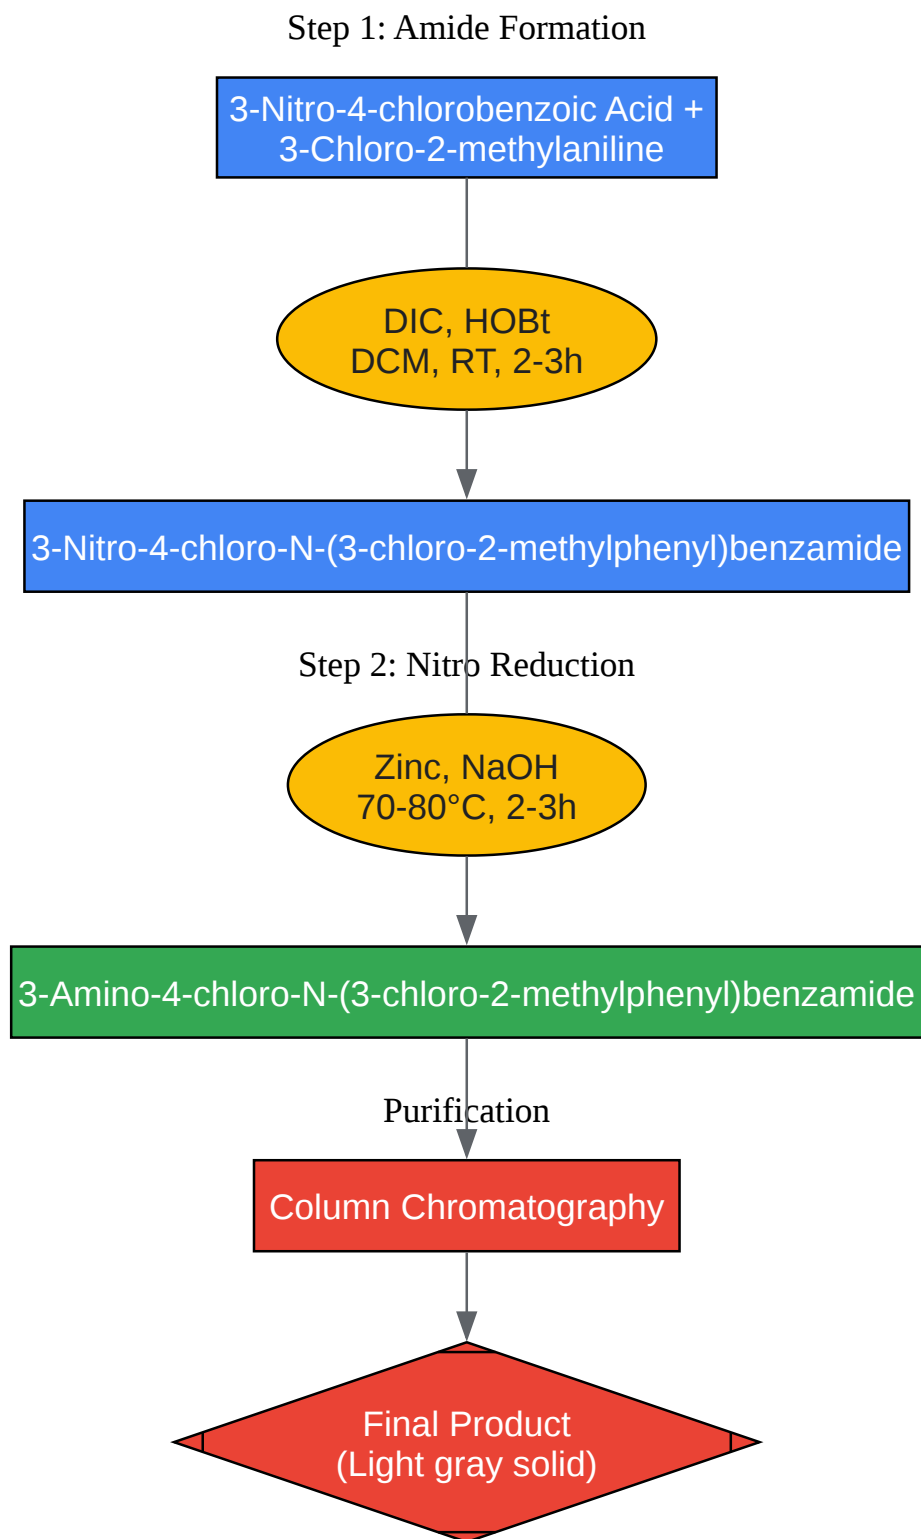 Step 1: Amide Formation
3-Nitro-4-chlorobenzoic Acid +
3-Chloro-2-methylaniline
DIC, HOBt
DCM, RT, 2-3h
3-Nitro-4-chloro-N-(3-chloro-2-methylphenyl)benzamide
Step 2: Nitro Reduction
Zinc, NaOH
70-80°C, 2-3h
3-Amino-4-chloro-N-(3-chloro-2-methylphenyl)benzamide
Purification
Column Chromatography
Final Product
(Light gray solid)